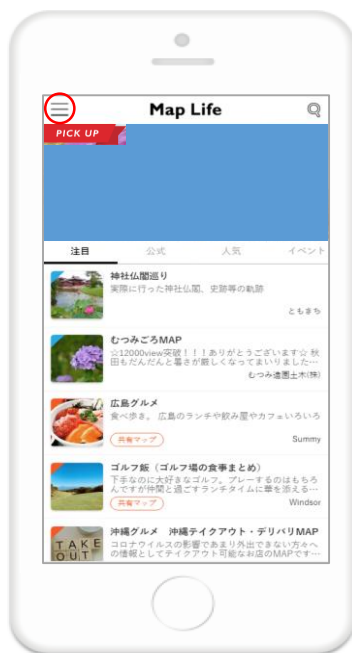 Map Life
PICK UP
注目 公式 人気 イベント
神社仏閣巡り
実際に行った神社仏閣、史跡等の軌跡
ともまち
むつみごろMAP
☆12000view突破！！！ありがとうございます☆ 秋
田もだんだんと暑さが厳しくなってまいりました…
むつみ造園土木(株)
広島グルメ
食べ歩き。 広島のランチや飲み屋やカフェいろいろ
共有マップ Summy
ゴルフ飯（ゴルフ場の食事まとめ）
下手なのに大好きなゴルフ。プレーするのはもちろ
んですが仲間と過ごすランチタイムに華を添える…
共有マップ Windsor
沖縄グルメ 沖縄テイクアウト・デリバリMAP
コロナウイルスの影響であまり外出できない方々へ
の情報としてテイクアウト可能なお店のMAPです…
TAKE
OUT